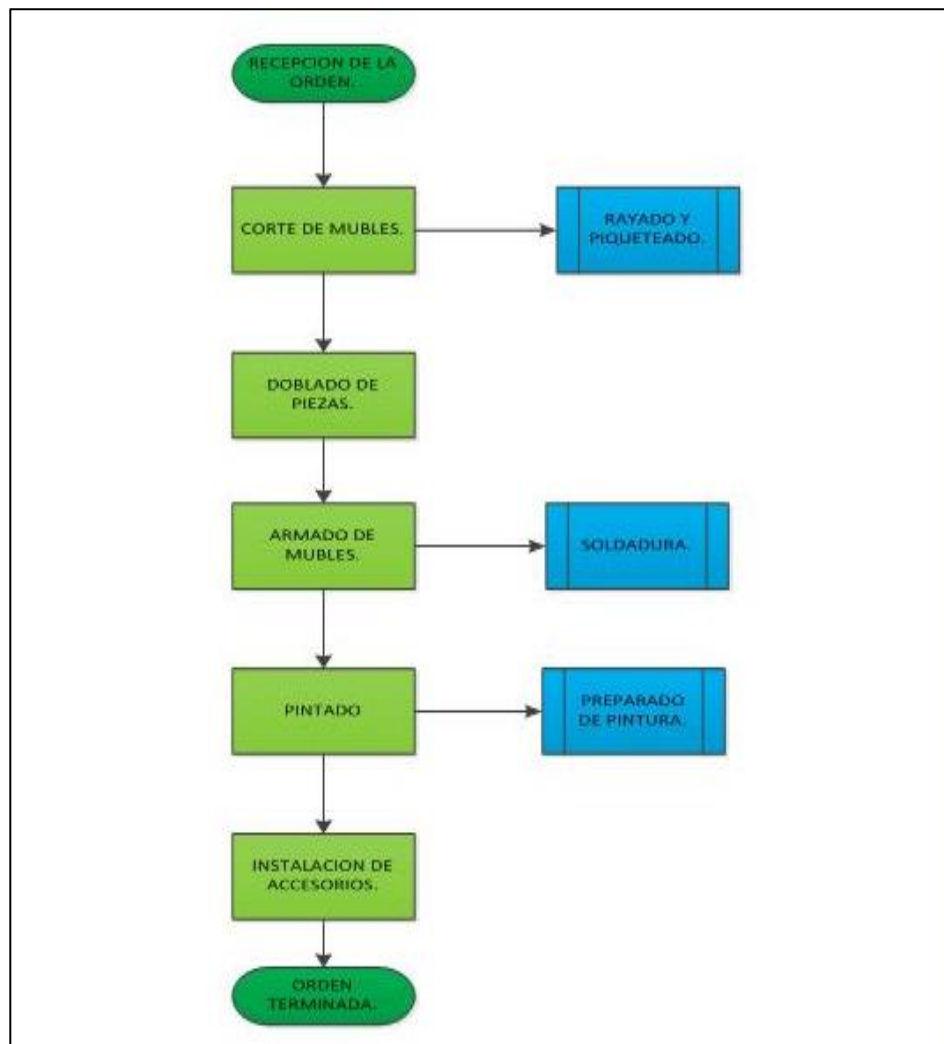 RECEPCION DE LA
ORDEN.
CORTE DE MUBLES.
RAYADO Y
PIQUETEADO.
DOBLADO DE
PIEZAS.
ARMADO DE
MUBLES.
SOLDADURA.
PINTADO
PREPARADO
DE PINTURA.
INSTALACION DE
ACCESORIOS.
ORDEN
TERMINADA.